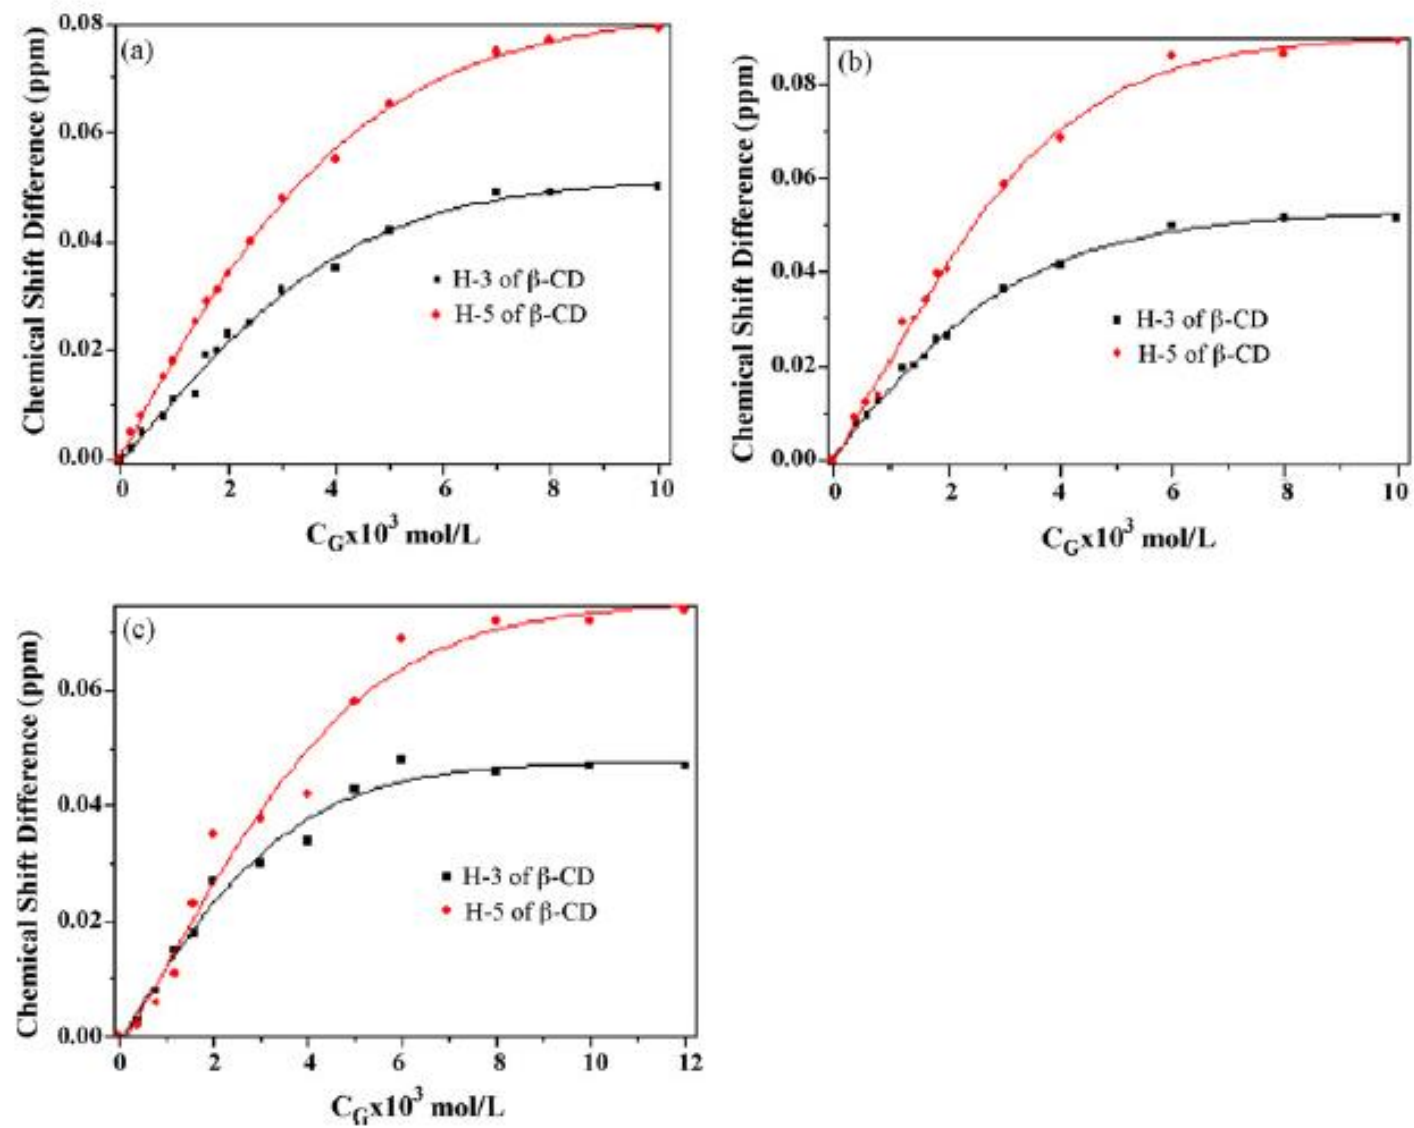 (a)
Chemical Shift Difference (ppm)
0.08
0.06
0.04
0.02
0.00
H-3 of β-CD
H-5 of β-CD
0 2 4 6 8 10
C_Gx10³ mol/L
(b)
Chemical Shift Difference (ppm)
0.08
0.06
0.04
0.02
0.00
H-3 of β-CD
H-5 of β-CD
0 2 4 6 8 10
C_Gx10³ mol/L
(c)
Chemical Shift Difference (ppm)
0.06
0.04
0.02
0.00
H-3 of β-CD
H-5 of β-CD
0 2 4 6 8 10 12
C_Gx10³ mol/L